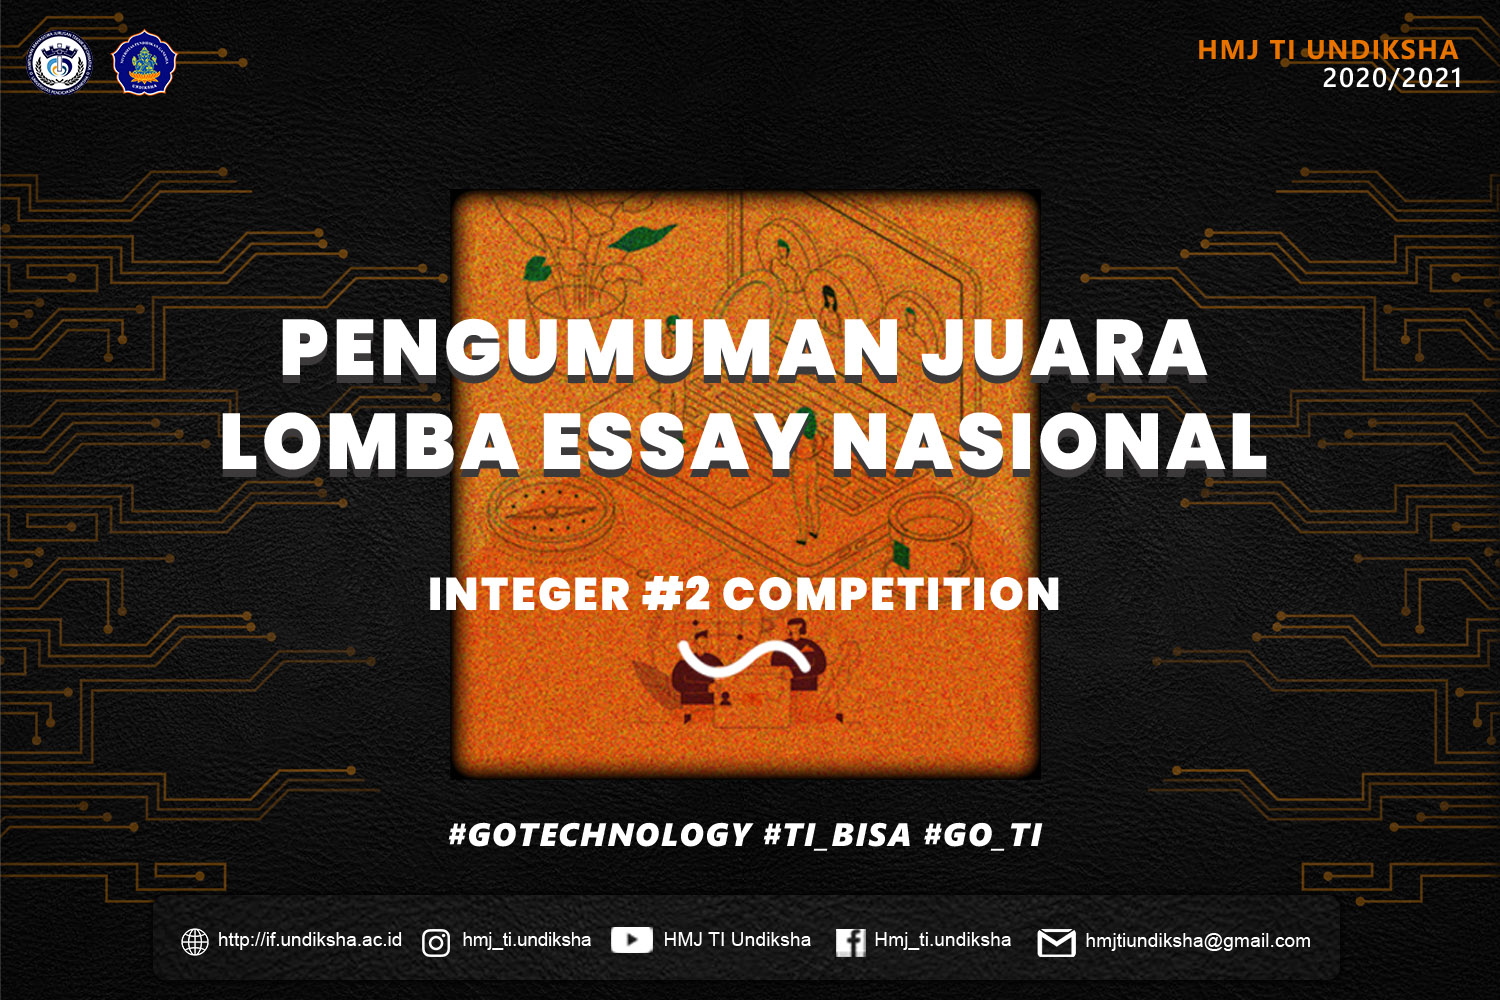 HMJ TI UNDIKSHA
2020/2021
PENGUMUMAN JUARA
LOMBA ESSAY NASIONAL
INTEGER #2 COMPETITION
#GOTECHNOLOGY #TI_BISA #GO_TI
http://if.undiksha.ac.id
hmj_ti.undiksha
HMJ TI Undiksha
Hmj_ti.undiksha
hmjtiundiksha@gmail.com
UNDIKSHA